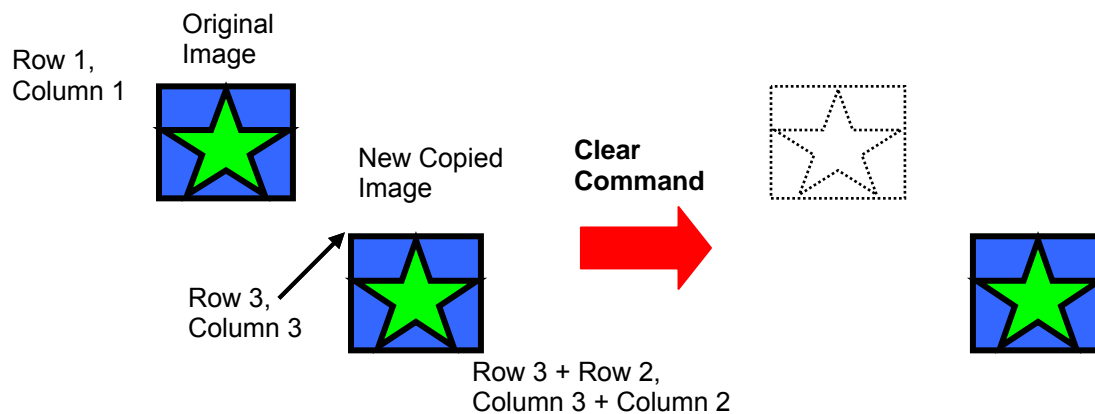 Original
Image
Row 1,
Column 1
New Copied
Image
Clear
Command
Row 3,
Column 3
Row 3 + Row 2,
Column 3 + Column 2